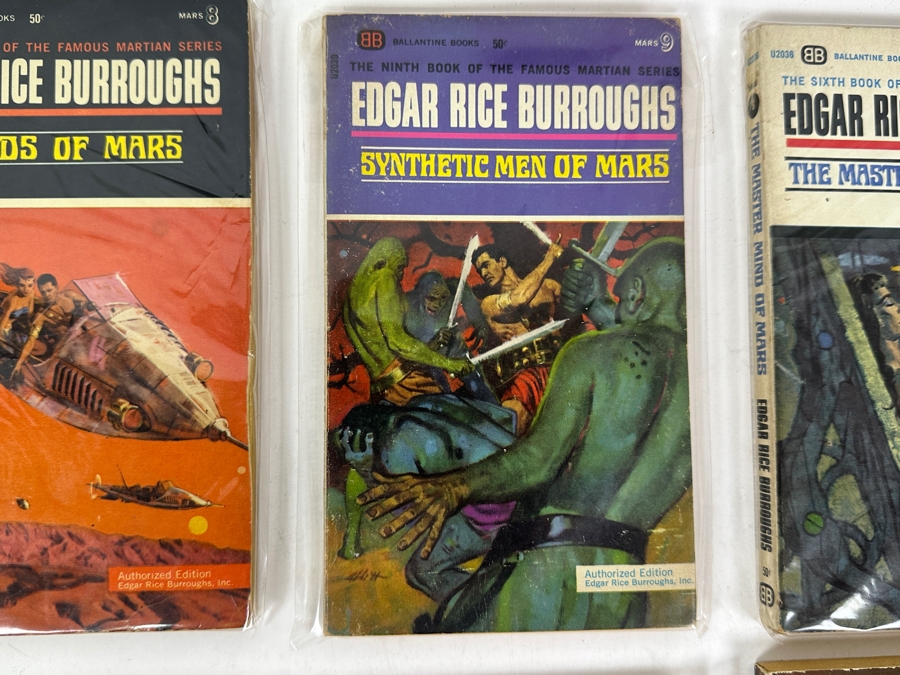 OKS 50¢ MARS 8
OF THE FAMOUS MARTIAN SERIES
ICE BURROUGHS
DS OF MARS
Authorized Edition
Edgar Rice Burroughs, Inc.
U2039
BB BALLANTINE BOOKS 50¢ MARS 9
THE NINTH BOOK OF THE FAMOUS MARTIAN SERIES
EDGAR RICE BURROUGHS
SYNTHETIC MEN OF MARS
Authorized Edition
Edgar Rice Burroughs, Inc.
U2036 BB BALLANTINE BOO
THE SIXTH BOOK OF
EDGAR RI
THE MAST
THE MASTER MIND OF MARS
EDGAR RICE BURROUGHS
50¢
BB